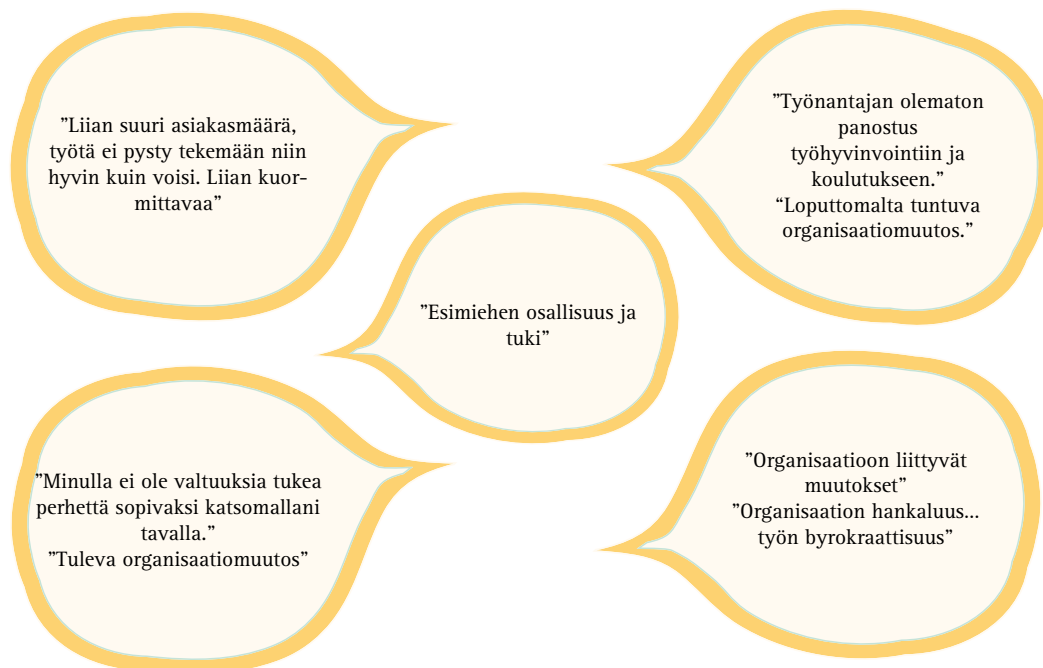 ”Liian suuri asiakasmäärä,
työtä ei pysty tekemään niin
hyvin kuin voisi. Liian kuor-
mittavaa”
”Työnantajan olematon
panostus
työhyvinvointiin ja
koulutukseen.”
“Loputtomalta tuntuva
organisaatiomuutos.”
”Esimiehen osallisuus ja
tuki”
”Minulla ei ole valtuuksia tukea
perhettä sopivaksi katsomallani
tavalla.”
”Tuleva organisaatiomuutos”
”Organisaatioon liittyvät
muutokset”
”Organisaation hankaluus...
työn byrokraattisuus”